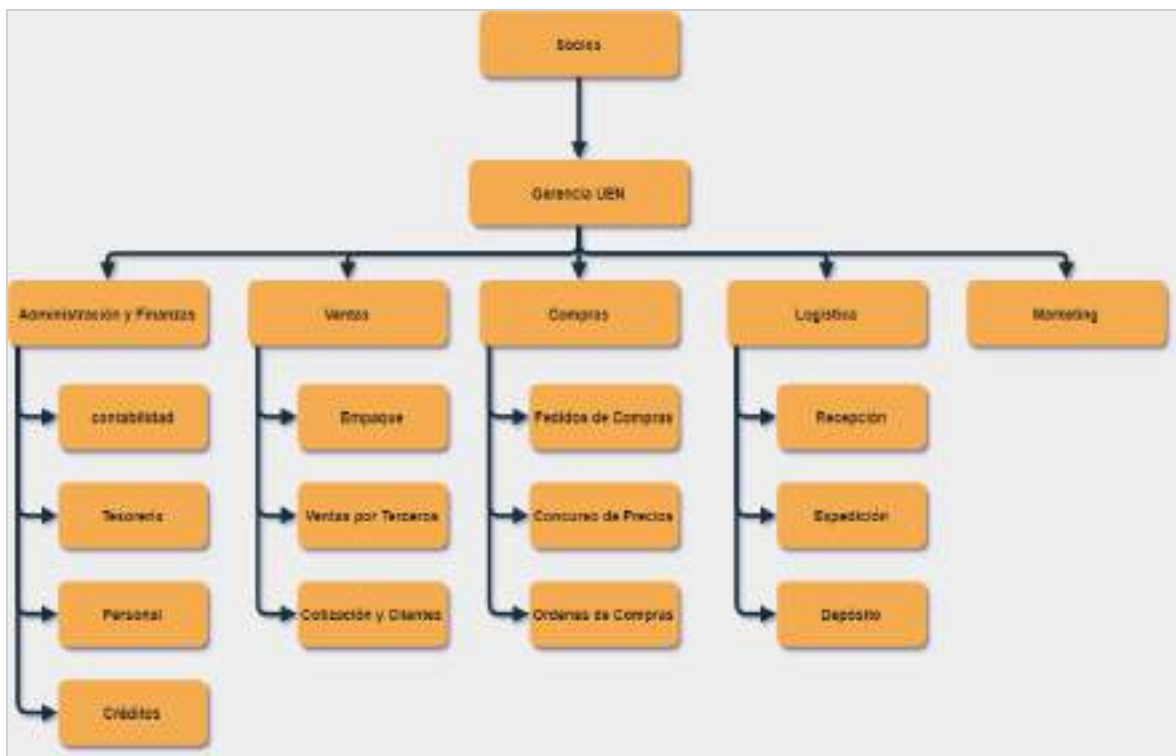 Socios
Gerencia UEN
Administración y Finanzas
Ventas
Compras
Logística
Marketing
contabilidad
Empaque
Pedidos de Compras
Recepción
Tesorería
Ventas por Terceros
Concurso de Precios
Expedición
Personal
Cotización y Clientes
Ordenes de Compras
Depósito
Créditos